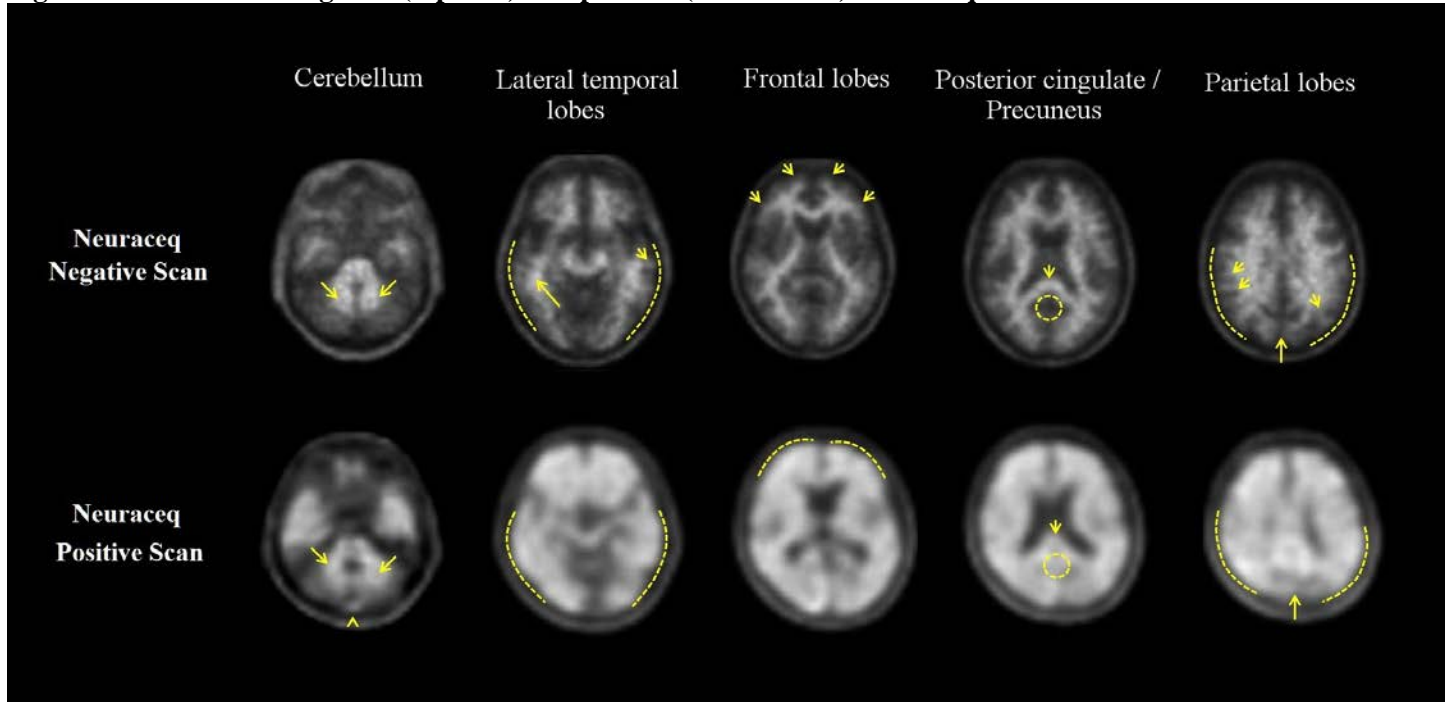 Cerebellum
Lateral temporal
lobes
Frontal lobes
Posterior cingulate /
Precuneus
Parietal lobes
Neuraceq
Negative Scan
Neuraceq
Positive Scan